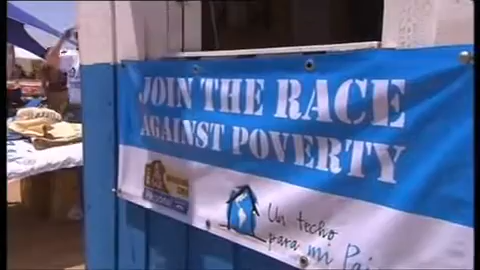 JOIN THE RACE
AGAINST POVERTY
Un techo
para mi País